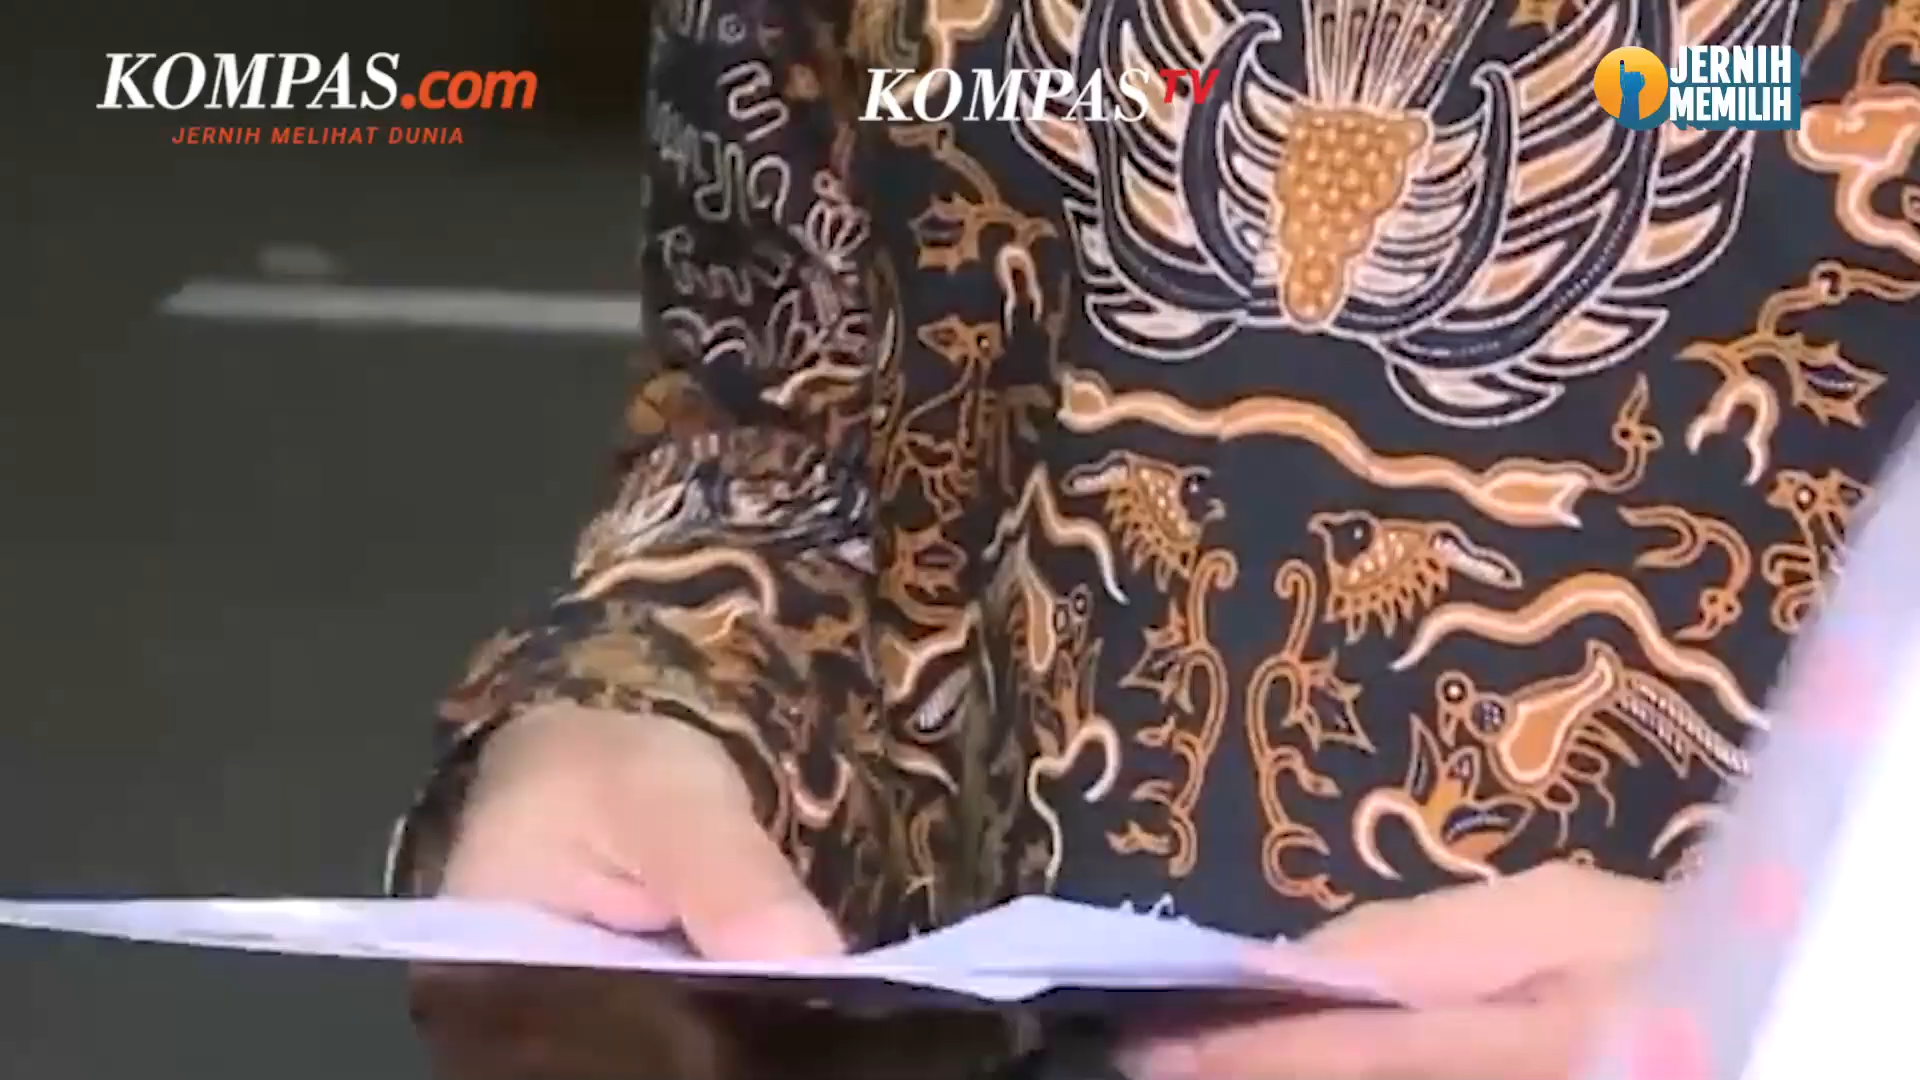 KOMPAS.com
JERNIH MELIHAT DUNIA
KOMPAS TV
JERNIH
MEMILIH